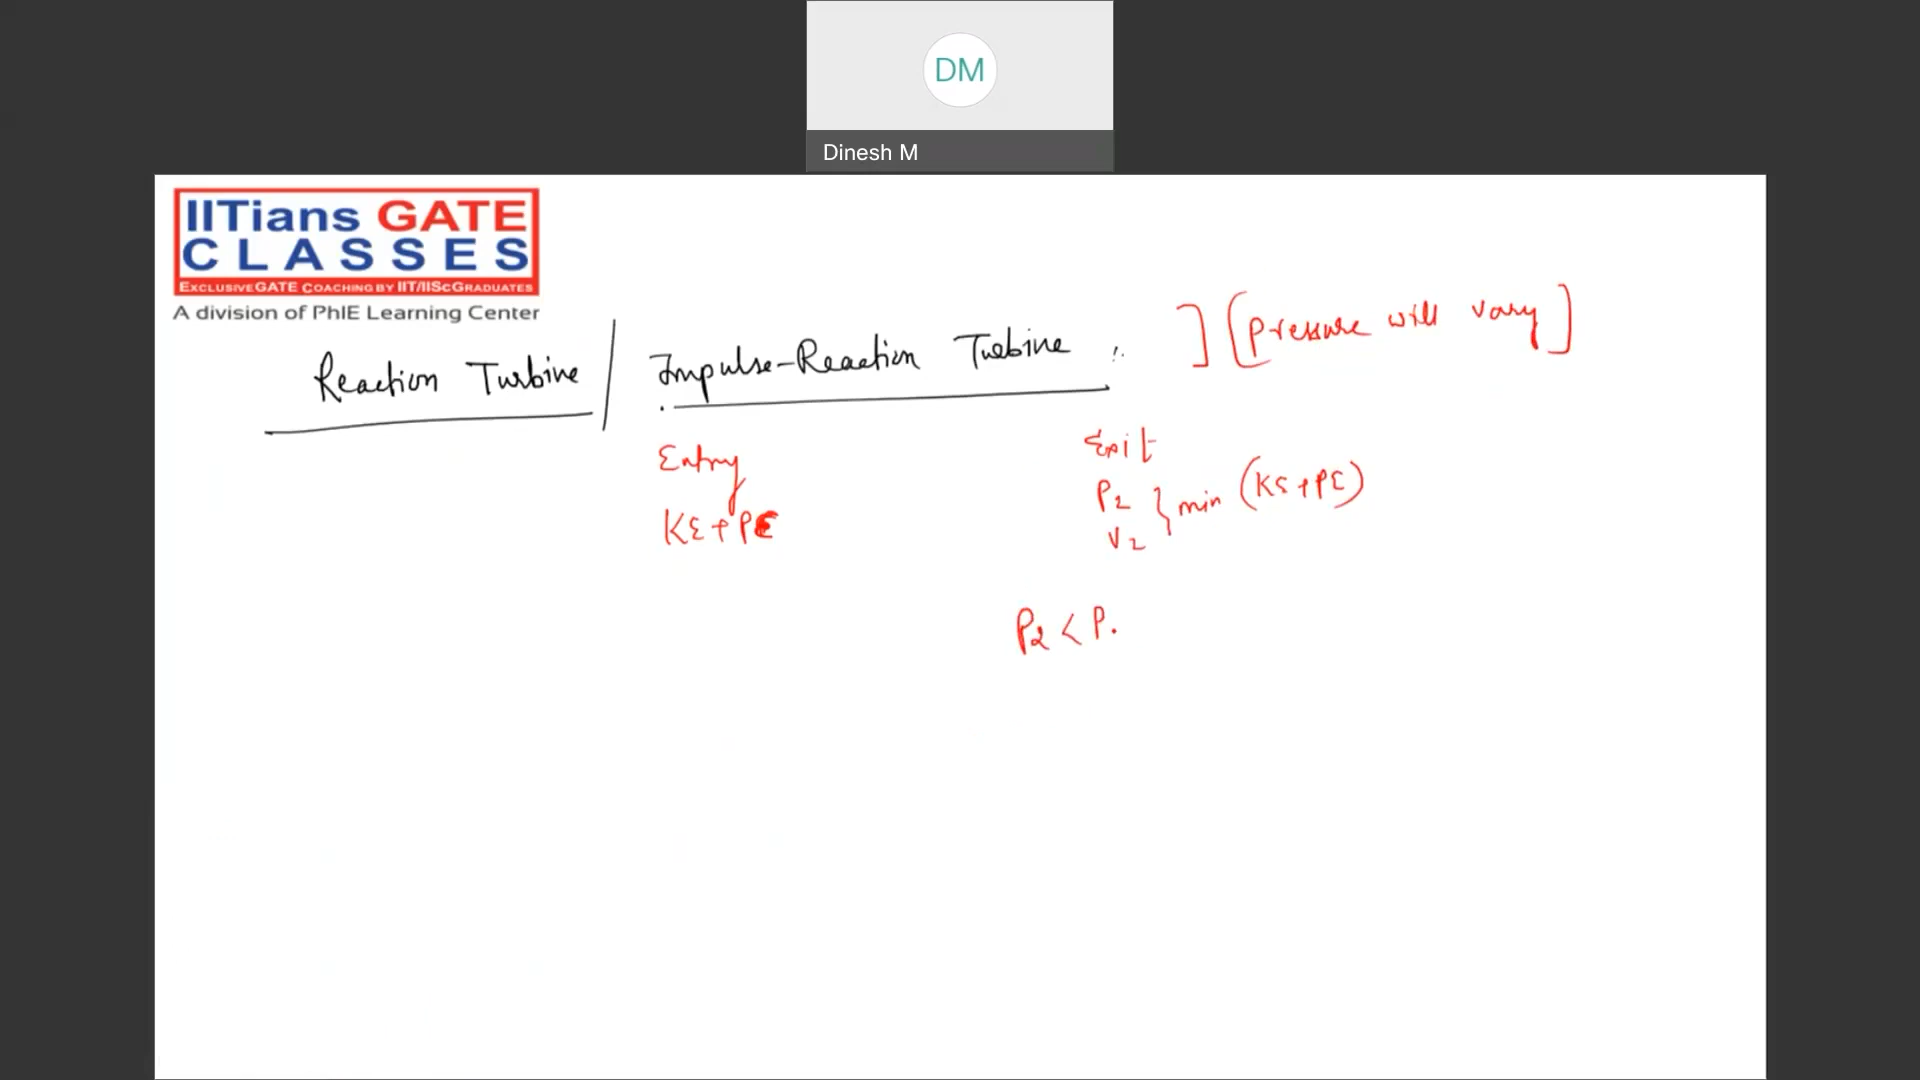 DM
Dinesh M
IITians GATE
CLASSES
EXCLUSIVE GATE COACHING BY IIT/IISc GRADUATES
A division of PhIE Learning Center
Reaction Turbine / Impulse-Reaction Turbine :- ] [Pressure will vary]
Entry
KE+PE
Exit
P2
V2 } min (KE+PE)
P2 < P.